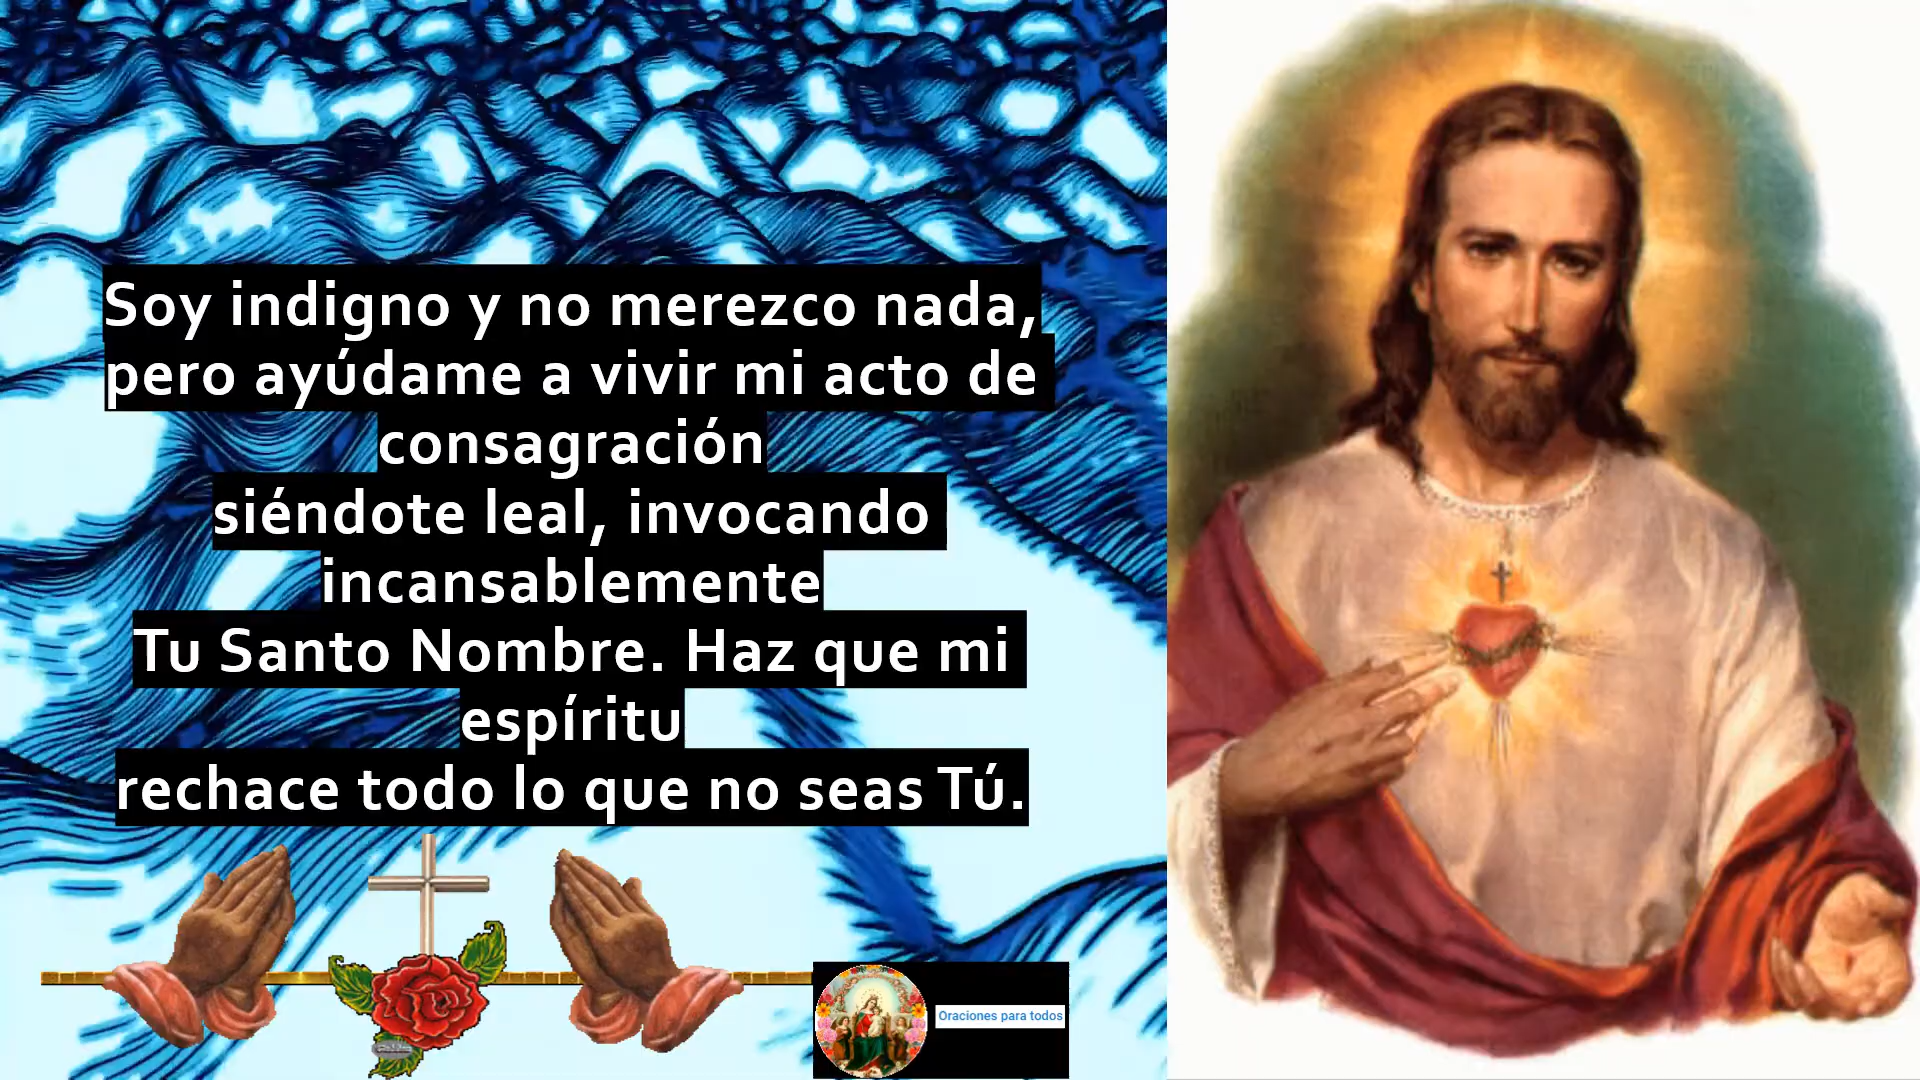 Soy indigno y no merezco nada,
pero ayúdame a vivir mi acto de
consagración
siéndote leal, invocando
incansablemente
Tu Santo Nombre. Haz que mi
espíritu
rechace todo lo que no seas Tú.
Oraciones para todos